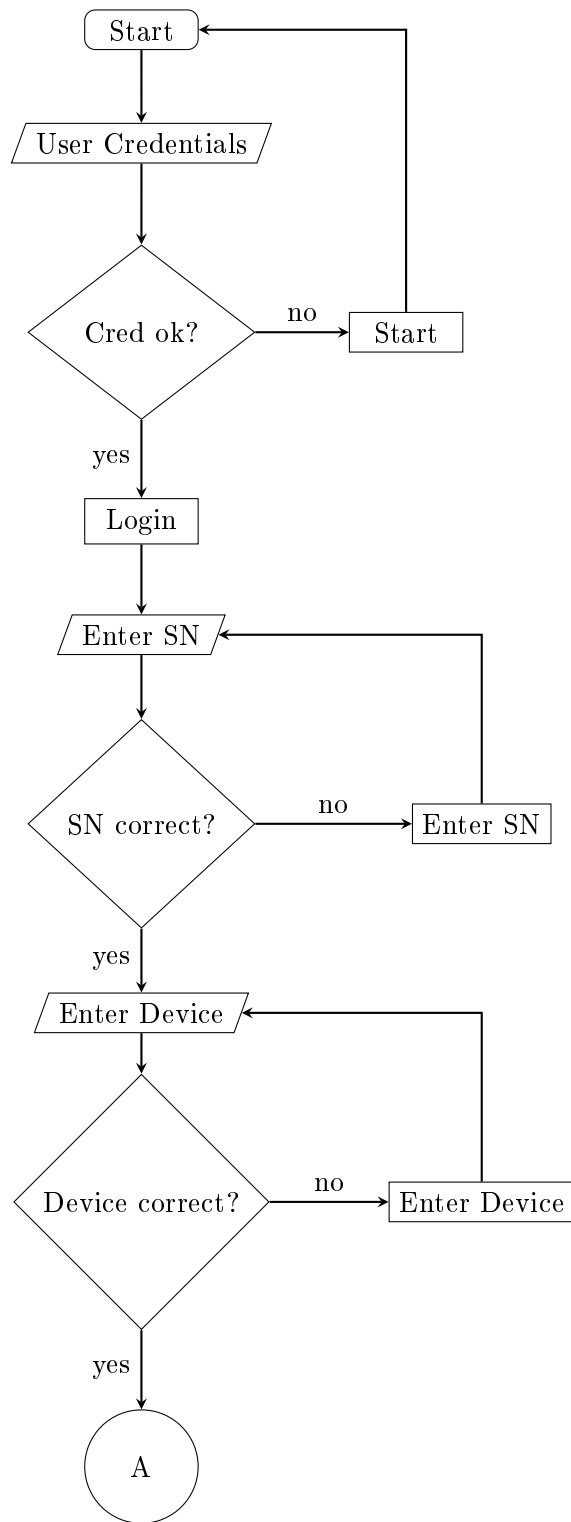 Start
User Credentials
Cred ok?
no
Start
yes
Login
Enter SN
SN correct?
no
Enter SN
yes
Enter Device
Device correct?
no
Enter Device
yes
A